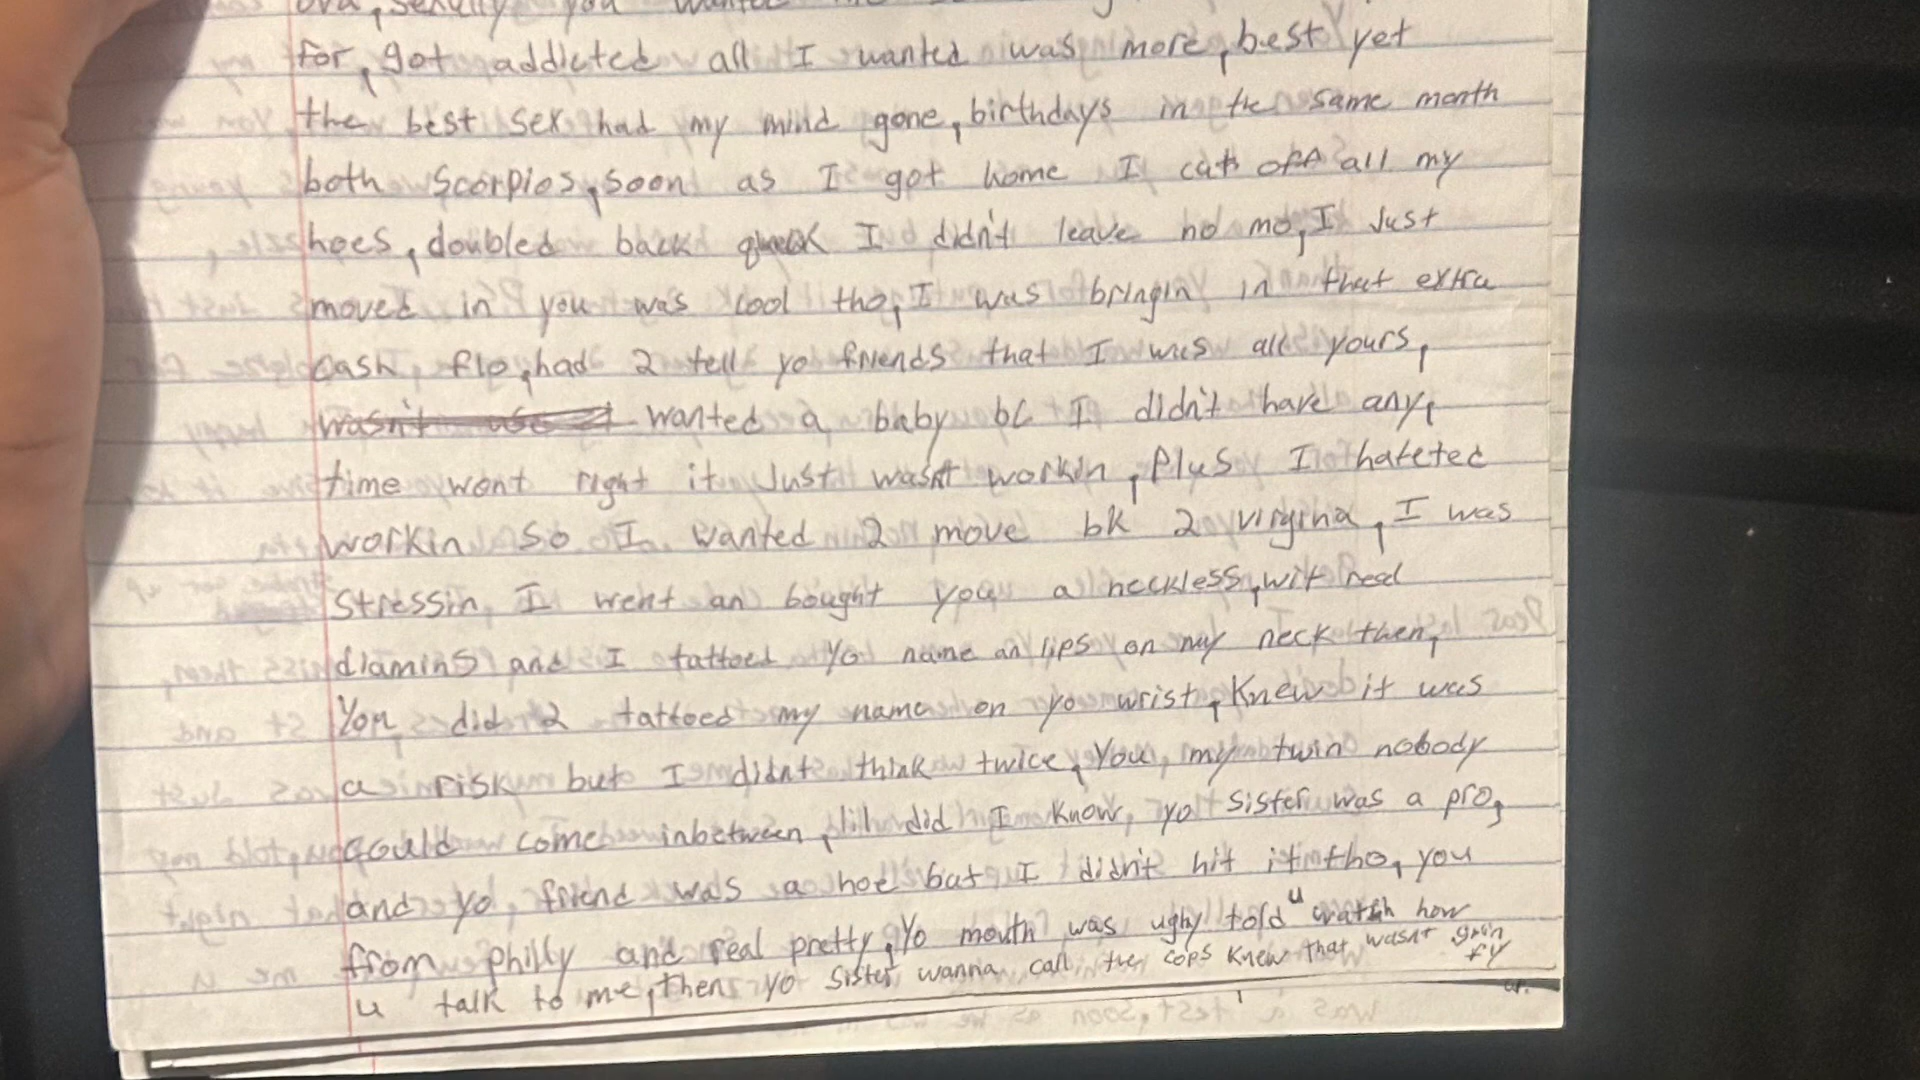 sexually you wanted me
for, got addicted all I wanted was more, best yet
the best sex had my mind gone, birthdays in the same month
both Scorpios, soon as I got home I cut off all my
hoes, doubled back quick I didn't leave no mo, I Just
moved in you was cool tho, I was bringin in that extra
cash flo, had 2 tell yo friends that I was all yours,
wanted a baby bc I didn't have any,
time wont right it Just wasn't workin, Plus I hateted
workin so I wanted 2 move bk 2 virgina, I was
Stressin, I went an bought you a neckless, wit real
diamins and I tattoed yo name an lips on my neck then,
You did 2 tattoed my name on yo wrist, Knew it was
a risk but I didnt think twice, You my twin nobody
could come inbetween, lil did I Know, yo sister was a pro,
and yo friend was a hoe but I didn't hit it tho, you
from philly and real pretty, Yo mouth was ugly told u watch how
u talk to me, then yo sister wanna call the cops knew that wasnt
fly